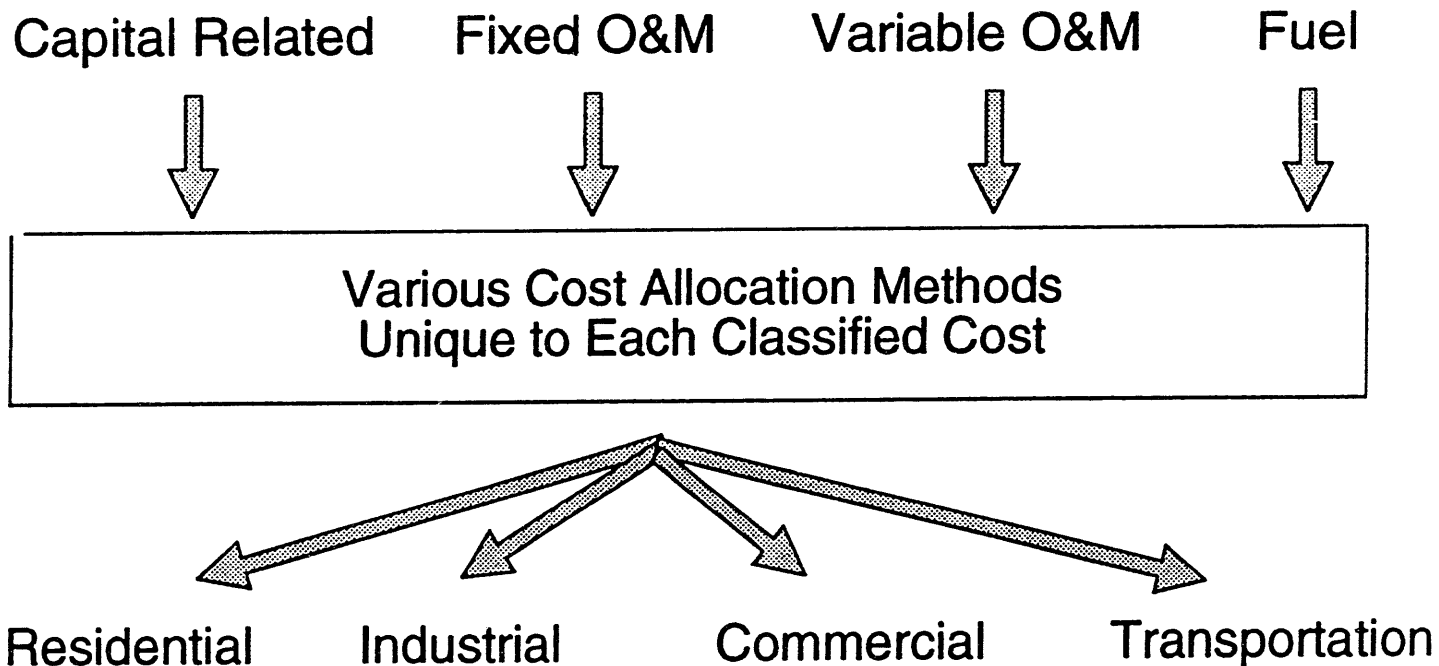 Capital Related Fixed O&M Variable O&M Fuel
Various Cost Allocation Methods
Unique to Each Classified Cost
Residential Industrial Commercial Transportation